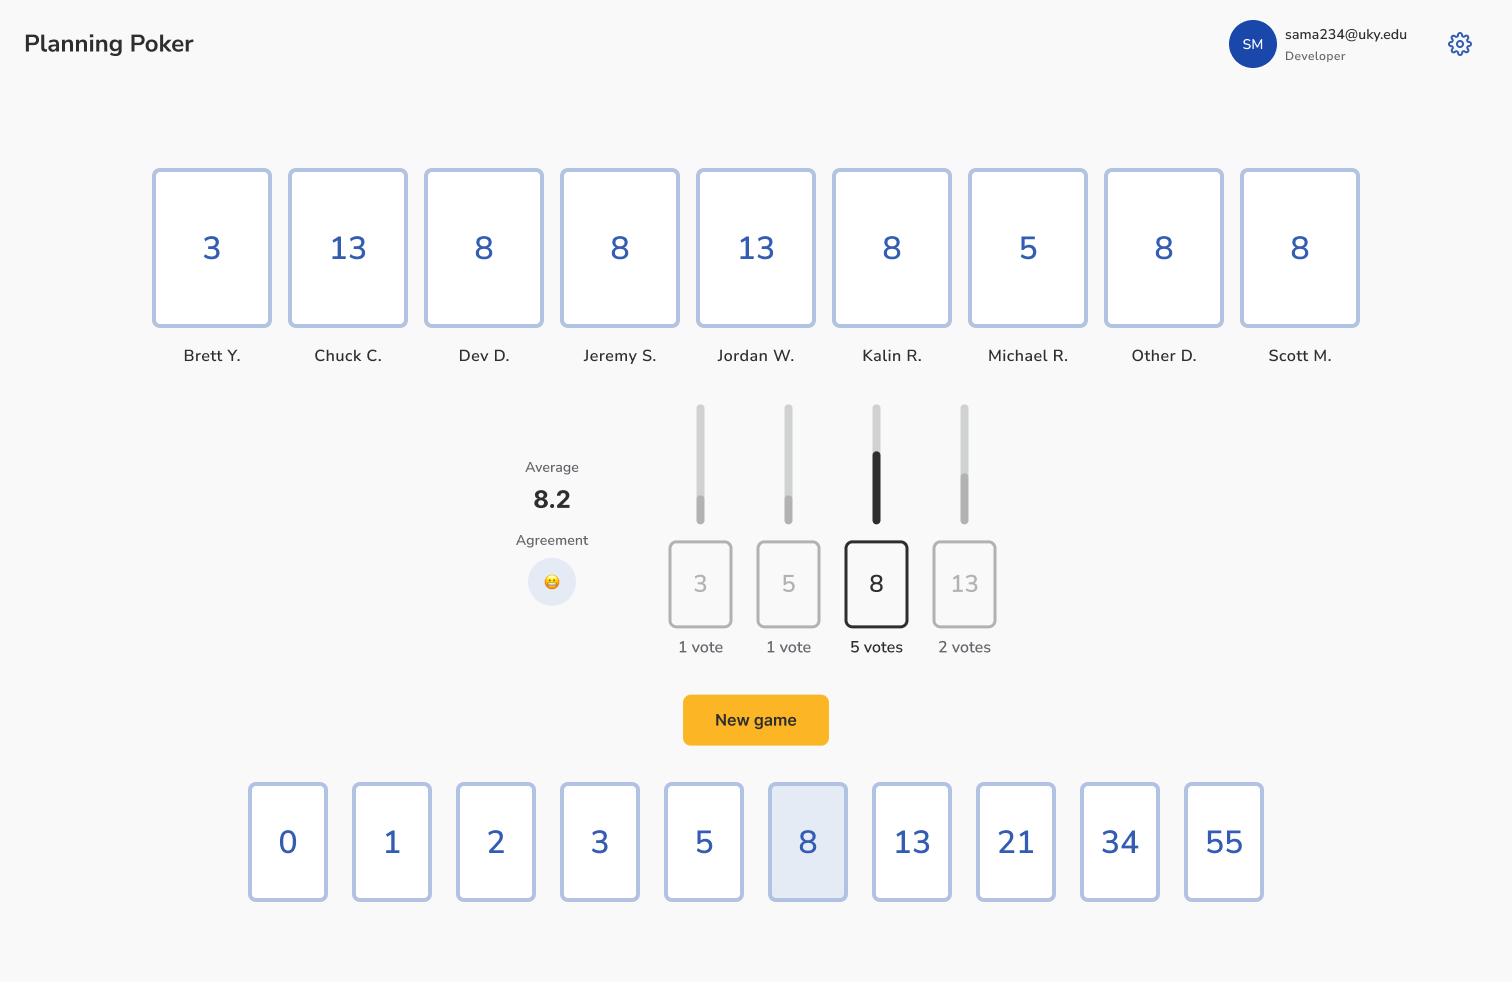 Planning Poker
SM
sama234@uky.edu
Developer
3 13 8 8 13 8 5 8 8
Brett Y. Chuck C. Dev D. Jeremy S. Jordan W. Kalin R. Michael R. Other D. Scott M.
Average
8.2
Agreement
3 5 8 13
1 vote 1 vote 5 votes 2 votes
New game
0 1 2 3 5 8 13 21 34 55